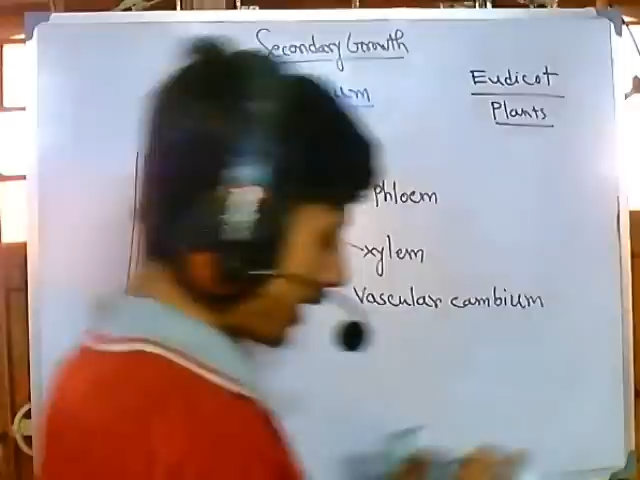 Secondary Growth
Eudicot
Plants
Phloem
xylem
Vascular cambium